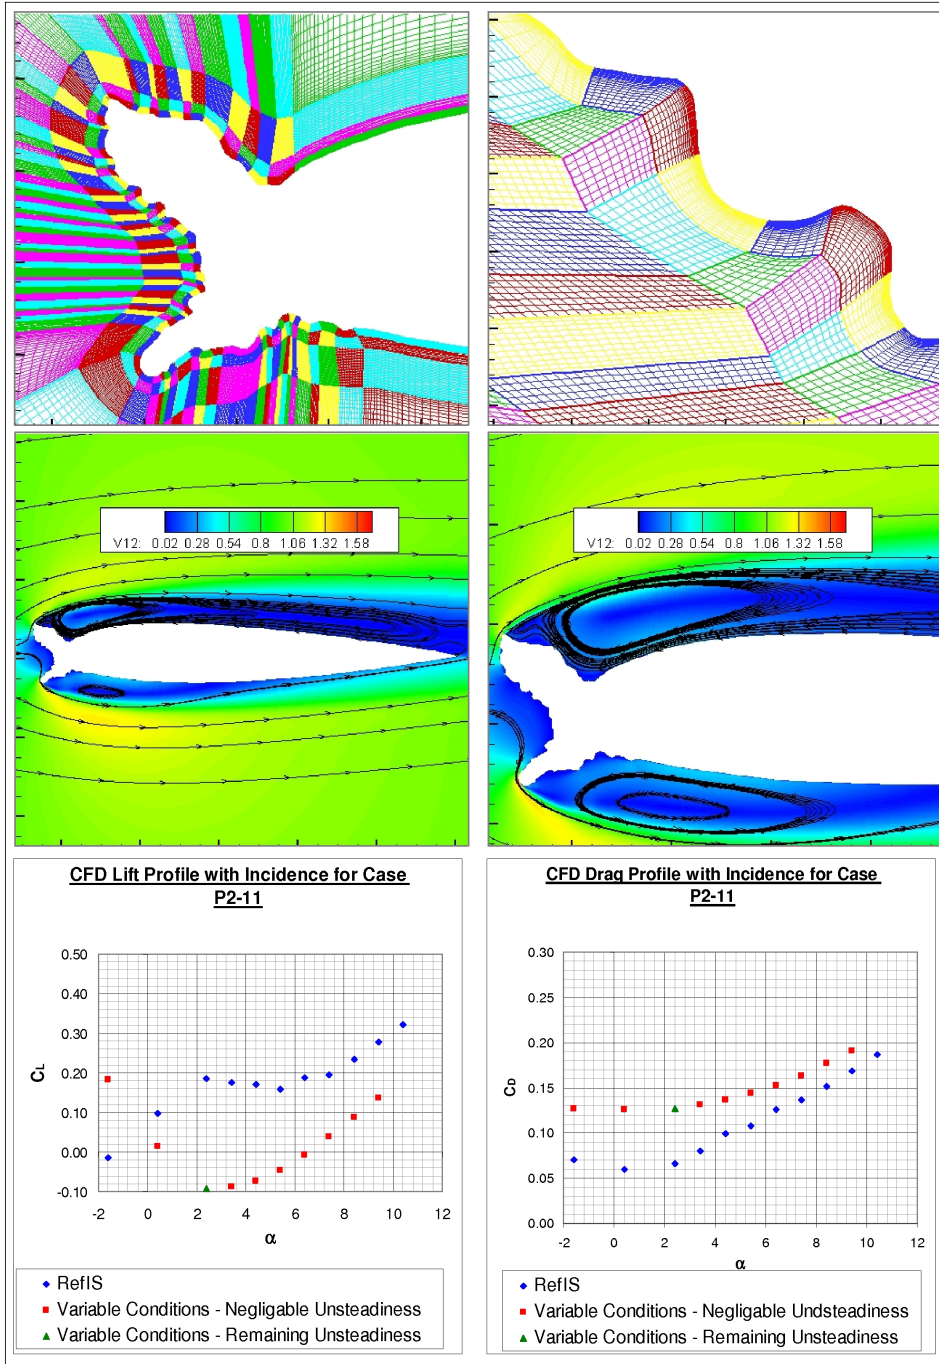 V12: 0.02 0.28 0.54 0.8 1.06 1.32 1.58
V12: 0.02 0.28 0.54 0.8 1.06 1.32 1.58
CFD Lift Profile with Incidence for Case
P2-11
0.50
0.40
0.30
0.20
0.10
0.00
-0.10
CL
-2 0 2 4 6 8 10 12
α
RefIS
Variable Conditions - Negligable Unsteadiness
Variable Conditions - Remaining Unsteadiness
CFD Drag Profile with Incidence for Case
P2-11
0.30
0.25
0.20
0.15
0.10
0.05
0.00
CD
-2 0 2 4 6 8 10 12
α
RefIS
Variable Conditions - Negligable Undsteadiness
Variable Conditions - Remaining Unsteadiness